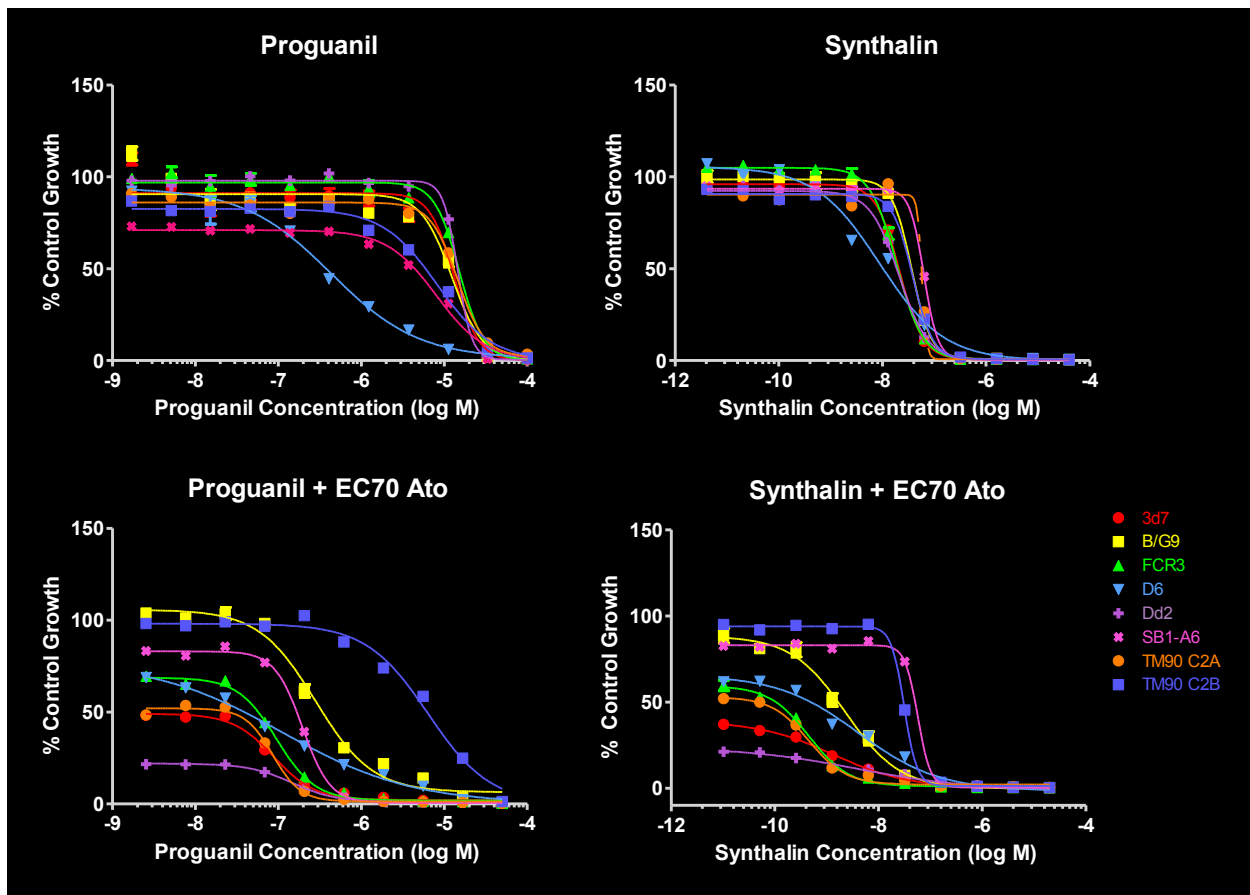 Proguanil
150
100
50
0
% Control Growth
-9
-8
-7
-6
-5
-4
Proguanil Concentration (log M)
Synthalin
150
100
50
0
% Control Growth
-12
-10
-8
-6
-4
Synthalin Concentration (log M)
Proguanil + EC70 Ato
150
100
50
0
% Control Growth
-9
-8
-7
-6
-5
-4
Proguanil Concentration (log M)
Synthalin + EC70 Ato
150
100
50
0
% Control Growth
-12
-10
-8
-6
-4
Synthalin Concentration (log M)
3d7
B/G9
FCR3
D6
Dd2
SB1-A6
TM90 C2A
TM90 C2B